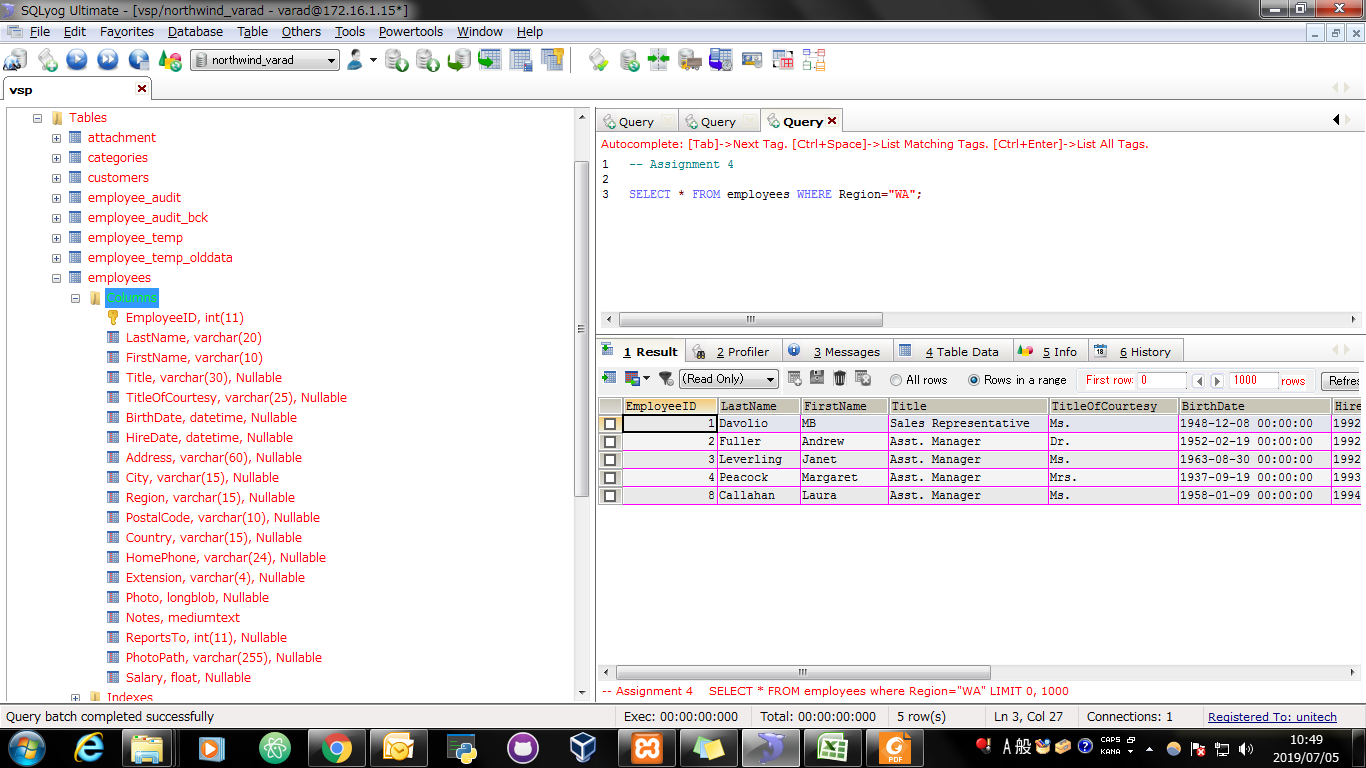 SQLyog Ultimate - [vsp/northwind_varad - varad@172.16.1.15*]
File Edit Favorites Database Table Others Tools Powertools Window Help
northwind_varad
vsp
Tables
attachment
categories
customers
employee_audit
employee_audit_bck
employee_temp
employee_temp_olddata
employees
Columns
EmployeeID, int(11)
LastName, varchar(20)
FirstName, varchar(10)
Title, varchar(30), Nullable
TitleOfCourtesy, varchar(25), Nullable
BirthDate, datetime, Nullable
HireDate, datetime, Nullable
Address, varchar(60), Nullable
City, varchar(15), Nullable
Region, varchar(15), Nullable
PostalCode, varchar(10), Nullable
Country, varchar(15), Nullable
HomePhone, varchar(24), Nullable
Extension, varchar(4), Nullable
Photo, longblob, Nullable
Notes, mediumtext
ReportsTo, int(11), Nullable
PhotoPath, varchar(255), Nullable
Salary, float, Nullable
Indexes
Query Query Query
Autocomplete: [Tab]->Next Tag. [Ctrl+Space]->List Matching Tags. [Ctrl+Enter]->List All Tags.
1 -- Assignment 4
2
3 SELECT * FROM employees WHERE Region="WA";
1 Result 2 Profiler 3 Messages 4 Table Data 5 Info 6 History
(Read Only) All rows Rows in a range First row: 0 1000 rows Refres
EmployeeID LastName FirstName Title TitleOfCourtesy BirthDate Hire
1 Davolio MB Sales Representative Ms. 1948-12-08 00:00:00 1992
2 Fuller Andrew Asst. Manager Dr. 1952-02-19 00:00:00 1992
3 Leverling Janet Asst. Manager Ms. 1963-08-30 00:00:00 1992
4 Peacock Margaret Asst. Manager Mrs. 1937-09-19 00:00:00 1993
8 Callahan Laura Asst. Manager Ms. 1958-01-09 00:00:00 1994
-- Assignment 4 SELECT * FROM employees where Region="WA" LIMIT 0, 1000
Query batch completed successfully Exec: 00:00:00:000 Total: 00:00:00:000 5 row(s) Ln 3, Col 27 Connections: 1 Registered To: unitech
PDF
A 般 CAPS KANA
10:49
2019/07/05